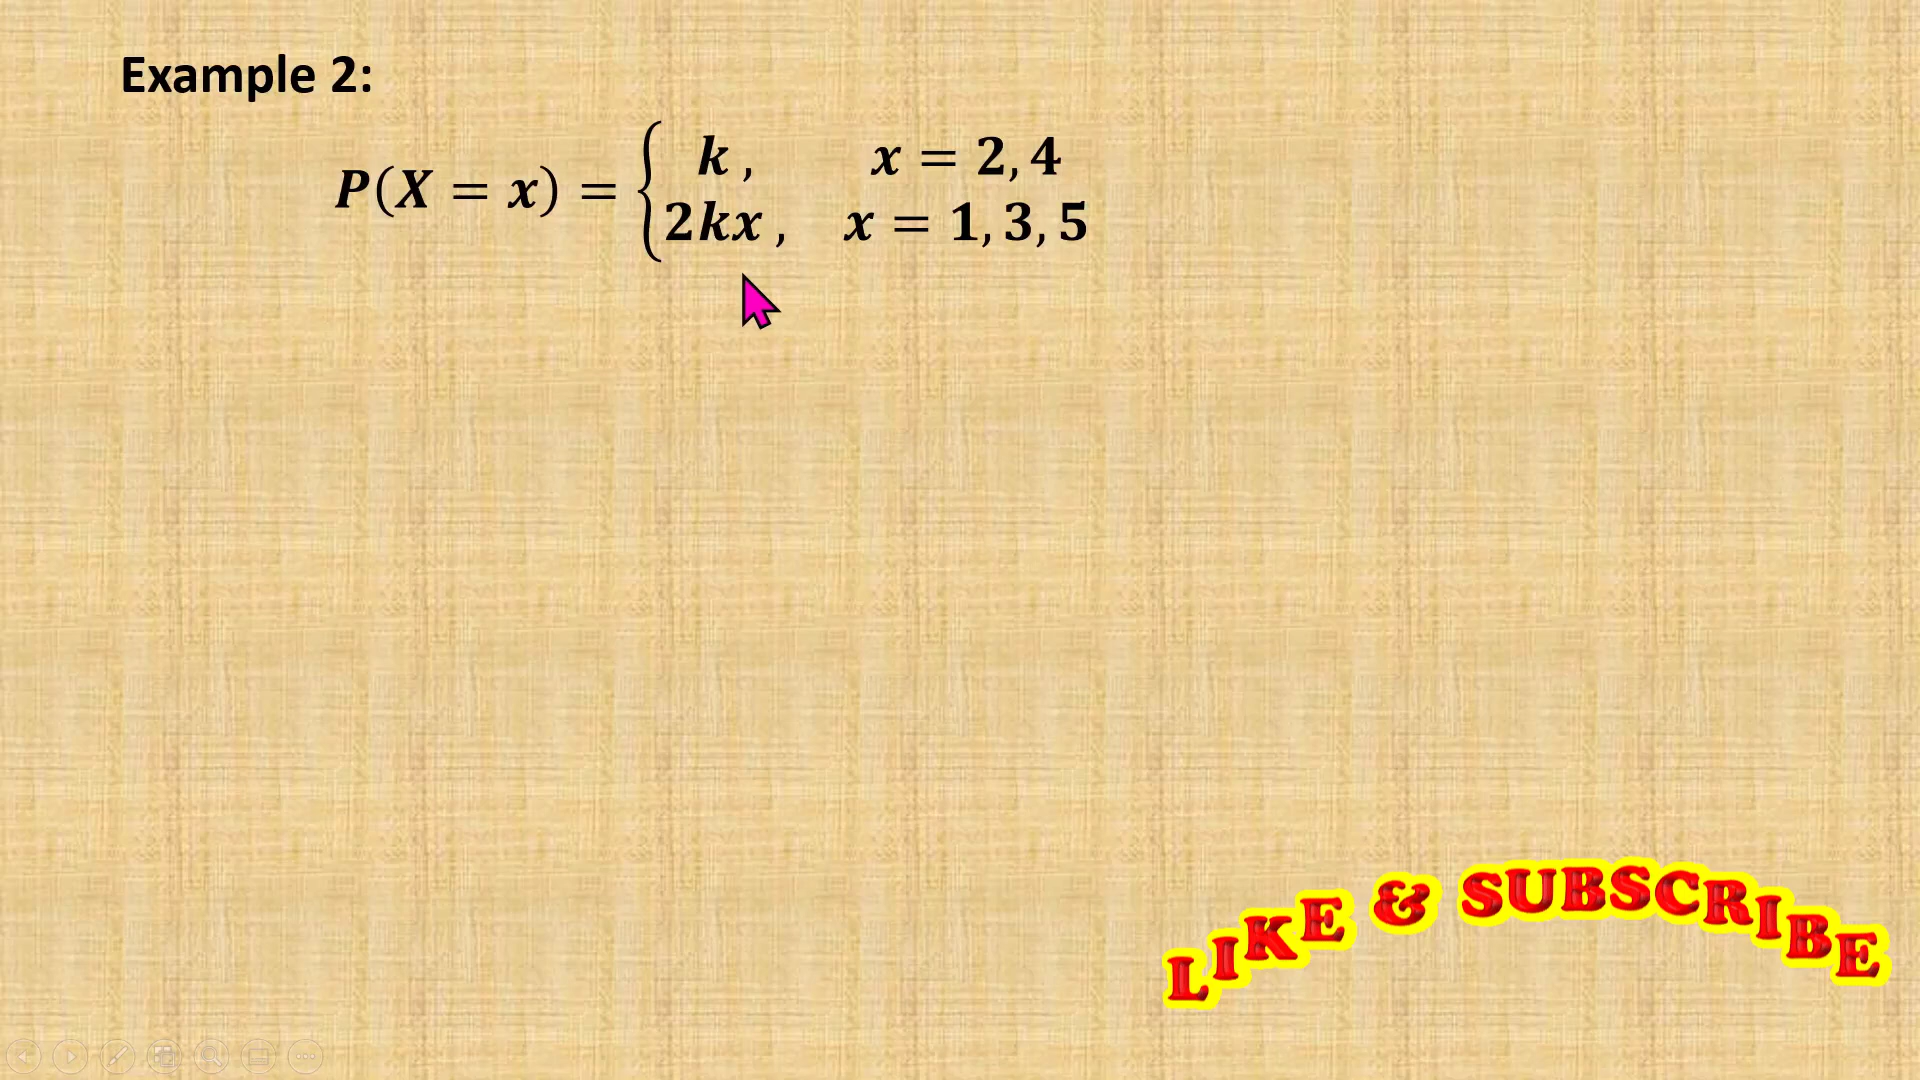 Example 2:
P(X = x) = { k , x = 2, 4
2kx , x = 1, 3, 5
LIKE & SUBSCRIBE